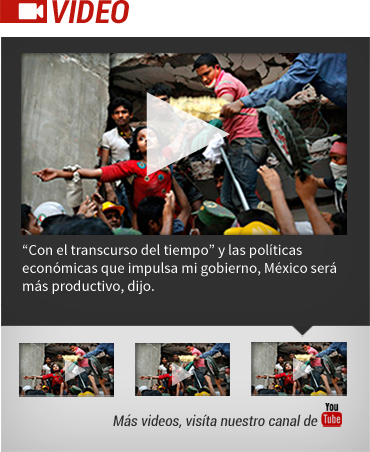 VIDEO
“Con el transcurso del tiempo” y las políticas
económicas que impulsa mi gobierno, México será
más productivo, dijo.
Más videos, visíta nuestro canal de You Tube